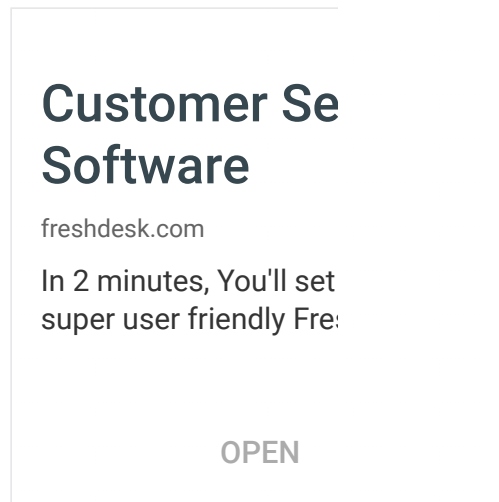 Customer Se
Software
freshdesk.com
In 2 minutes, You'll set
super user friendly Fre
OPEN